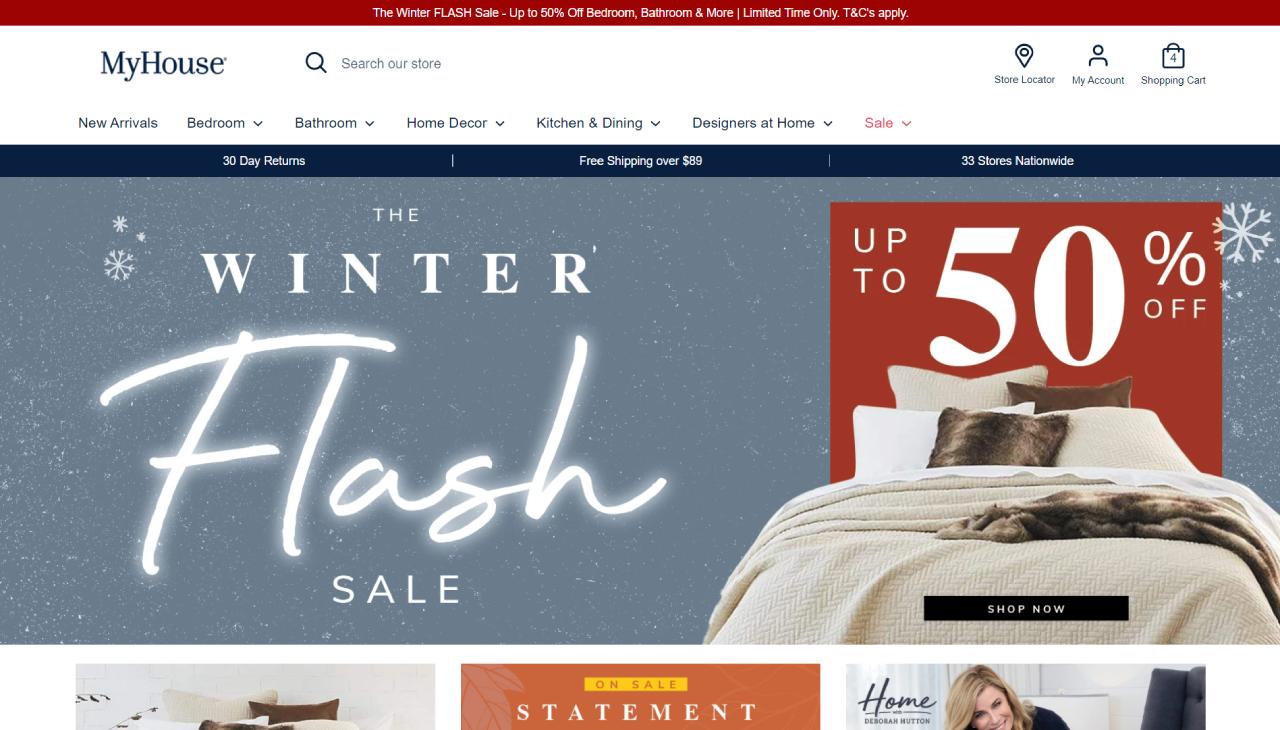 The Winter FLASH Sale - Up to 50% Off Bedroom, Bathroom & More | Limited Time Only. T&C's apply.
MyHouse
Search our store
Store Locator
My Account
4
Shopping Cart
New Arrivals
Bedroom
Bathroom
Home Decor
Kitchen & Dining
Designers at Home
Sale
30 Day Returns
|
Free Shipping over $89
|
33 Stores Nationwide
THE
WINTER'
Flash
SALE
UP
TO
50
%
OFF
SHOP NOW
ON SALE
STATEMENT
Home
with
DEBORAH HUTTON